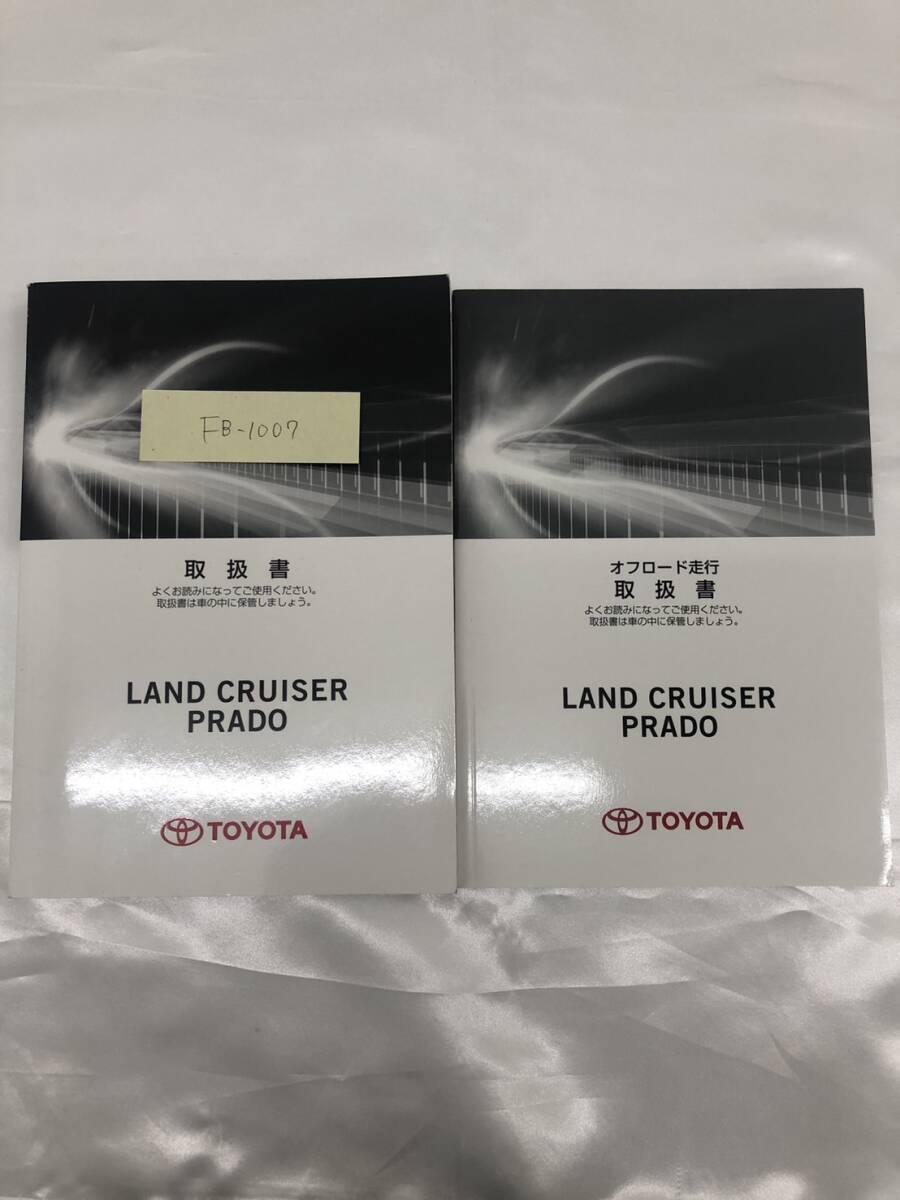 FB-1007
取扱書
よくお読みになってご使用ください。
取扱書は車の中に保管しましょう。
LAND CRUISER
PRADO
TOYOTA
オフロード走行
取扱書
よくお読みになってご使用ください。
取扱書は車の中に保管しましょう。
LAND CRUISER
PRADO
TOYOTA